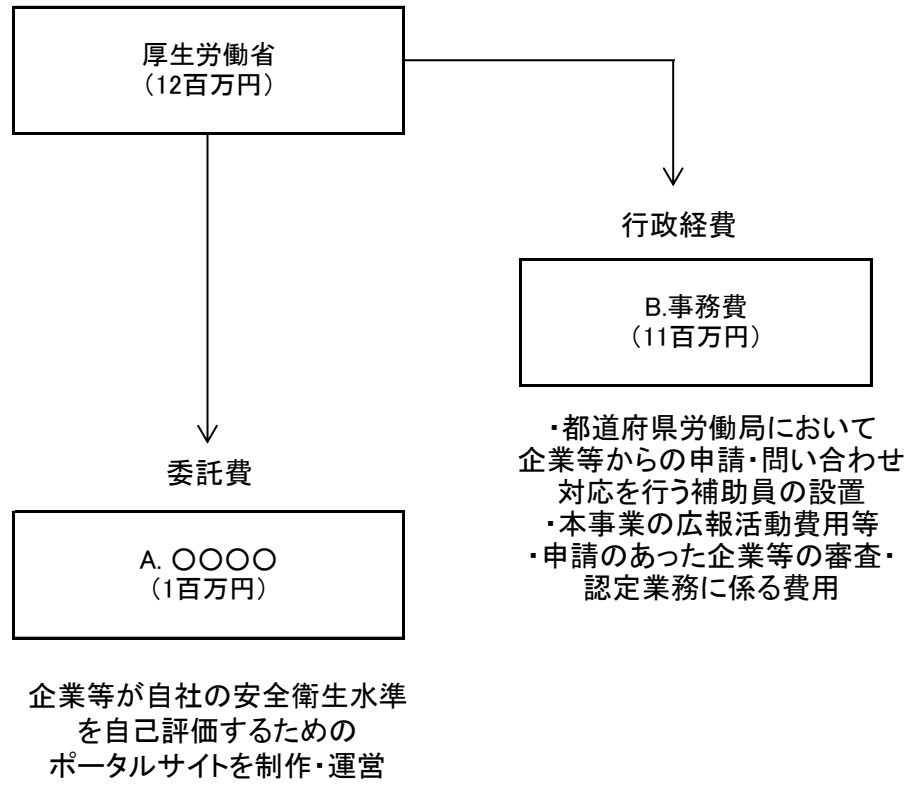 厚生労働省
(12百万円)
行政経費
B.事務費
(11百万円)
・都道府県労働局において
企業等からの申請・問い合わせ
対応を行う補助員の設置
・本事業の広報活動費用等
・申請のあった企業等の審査・
認定業務に係る費用
委託費
A. 〇〇〇〇
(1百万円)
企業等が自社の安全衛生水準
を自己評価するための
ポータルサイトを制作・運営